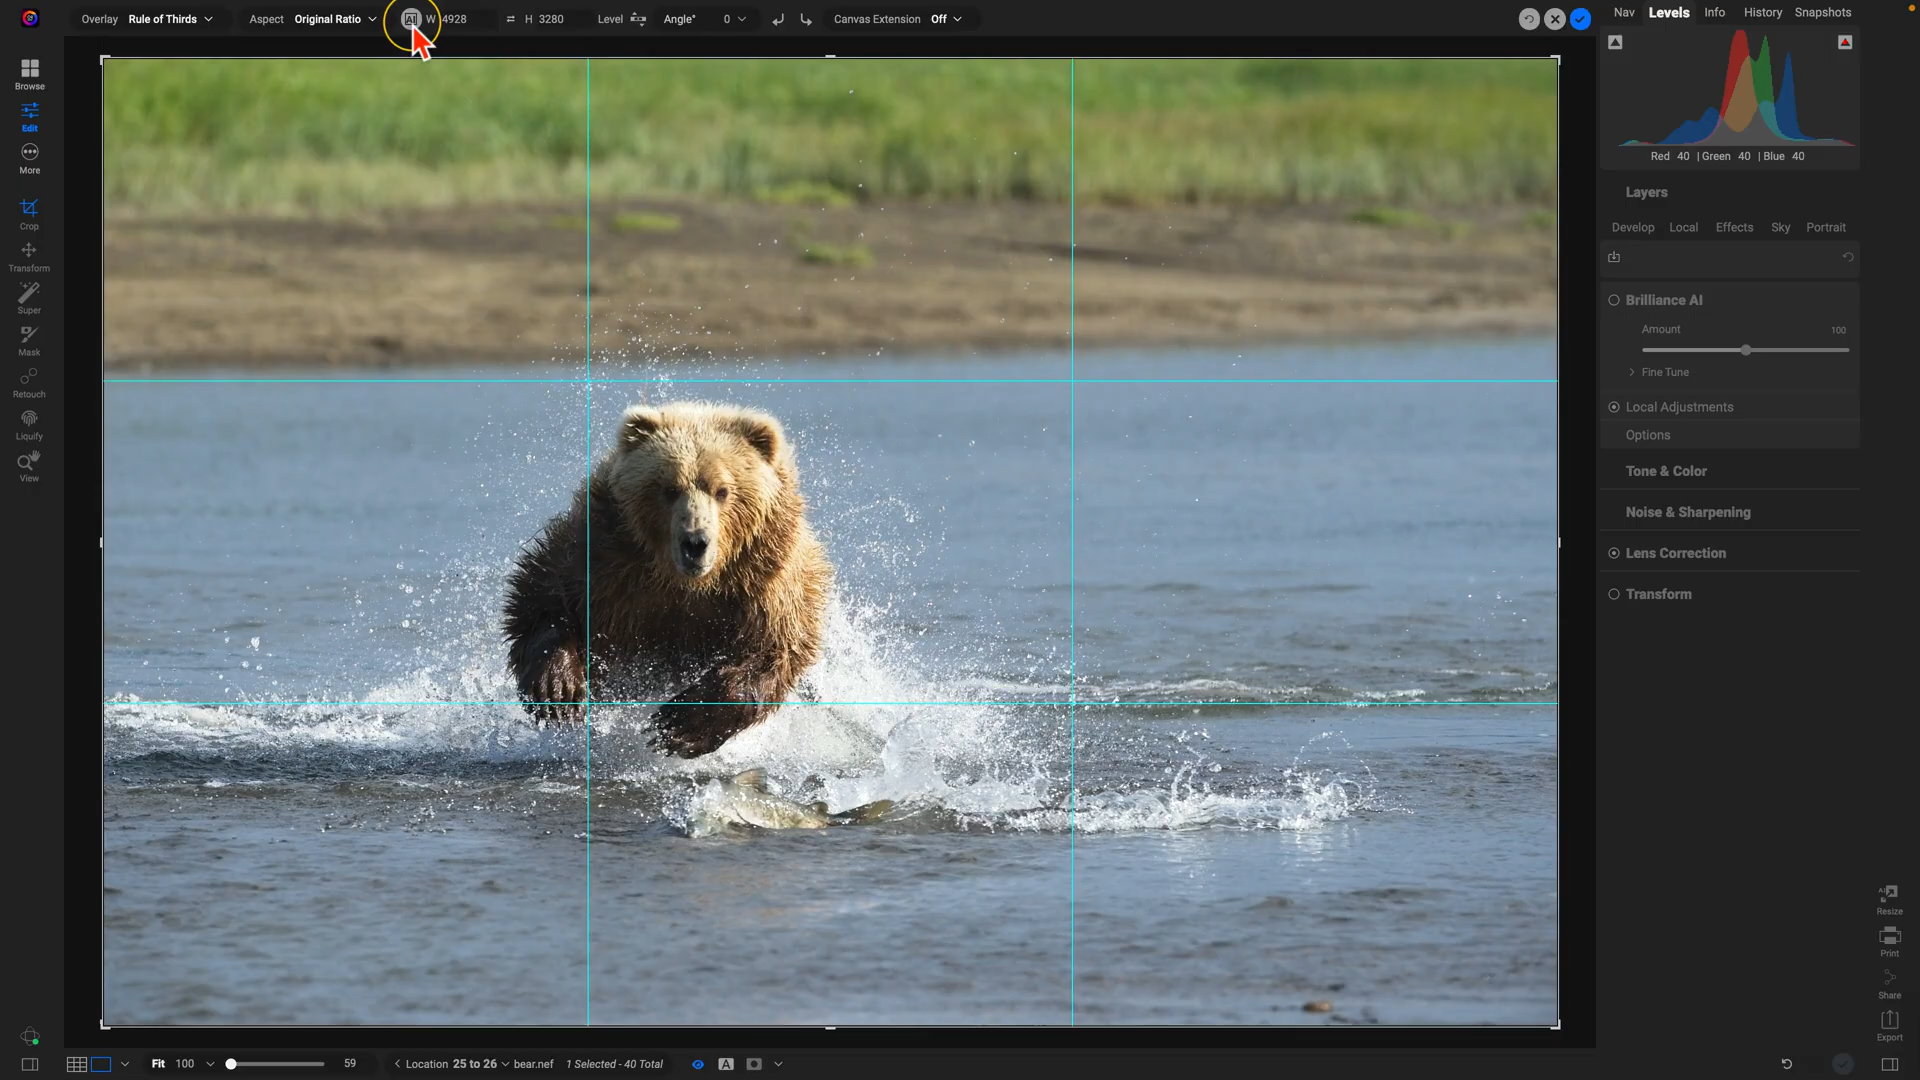 Overlay Rule of Thirds Aspect Original Ratio AI W 4928 H 3280 Level Angle° 0 Canvas Extension Off
Nav Levels Info History Snapshots
Browse
Edit
More
Crop
Transform
Super
Mask
Retouch
Liquify
View
Red 40 | Green 40 | Blue 40
Layers
Develop Local Effects Sky Portrait
Brilliance AI
Amount 100
Fine Tune
Local Adjustments
Options
Tone & Color
Noise & Sharpening
Lens Correction
Transform
AI
Resize
Print
Share
Export
Fit 100 59 Location 25 to 26 bear.nef 1 Selected - 40 Total A